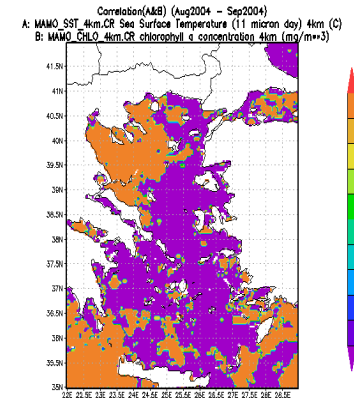 Correlation(A&B) (Aug2004 - Sep2004)
A: MAMO_SST_4km.CR Sea Surface Temperature (11 micron day) 4km (C)
B: MAMO_CHLO_4km.CR chlorophyll a concentration 4km (mg/m**3)
41.5N
41N
40.5N
40N
39.5N
39N
38.5N
38N
37.5N
37N
36.5N
36N
35.5N
35N
22E 22.5E 23E 23.5E 24E 24.5E 25E 25.5E 26E 26.5E 27E 27.5E 28E 28.5E